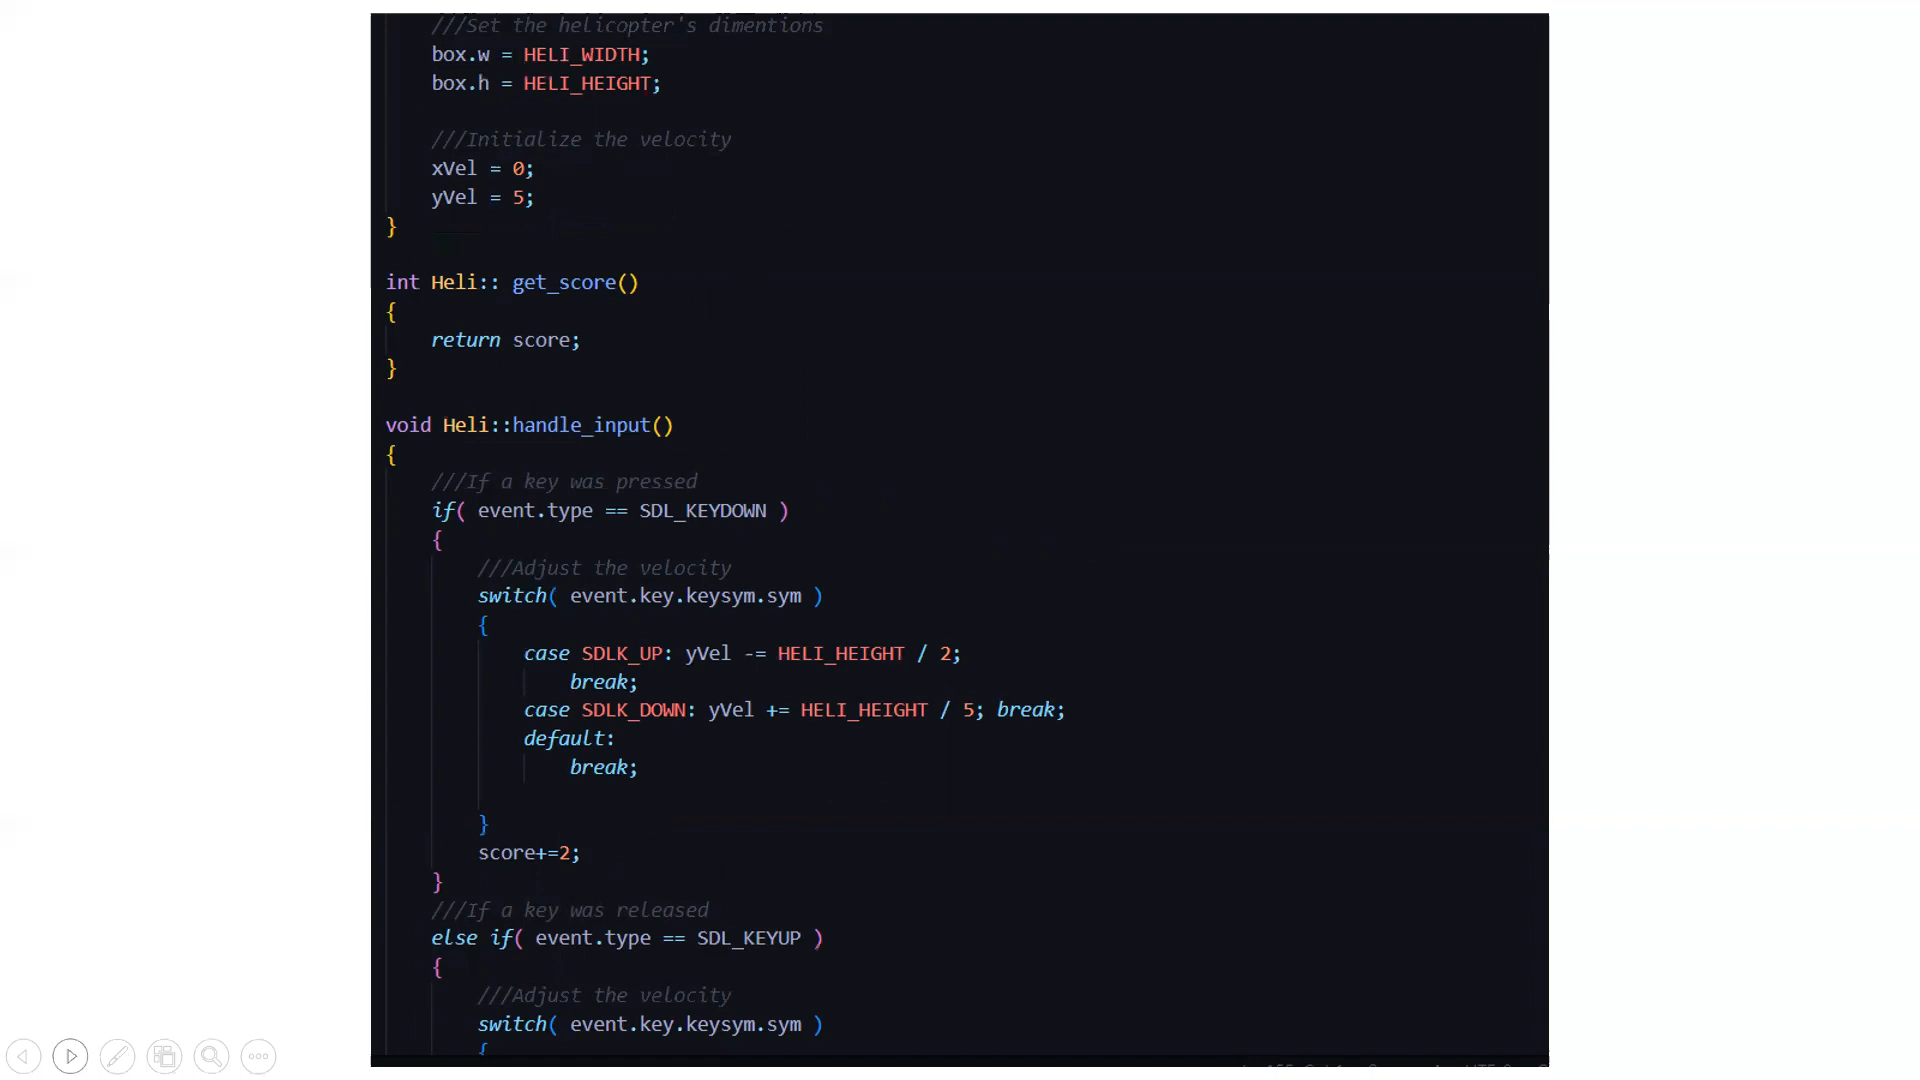 ///Set the helicopter's dimentions
box.w = HELI_WIDTH;
box.h = HELI_HEIGHT;
///Initialize the velocity
xVel = 0;
yVel = 5;
}
int Heli:: get_score()
{
return score;
}
void Heli::handle_input()
{
///If a key was pressed
if( event.type == SDL_KEYDOWN )
{
///Adjust the velocity
switch( event.key.keysym.sym )
{
case SDLK_UP: yVel -= HELI_HEIGHT / 2;
break;
case SDLK_DOWN: yVel += HELI_HEIGHT / 5; break;
default:
break;
}
score+=2;
}
///If a key was released
else if( event.type == SDL_KEYUP )
{
///Adjust the velocity
switch( event.key.keysym.sym )
{